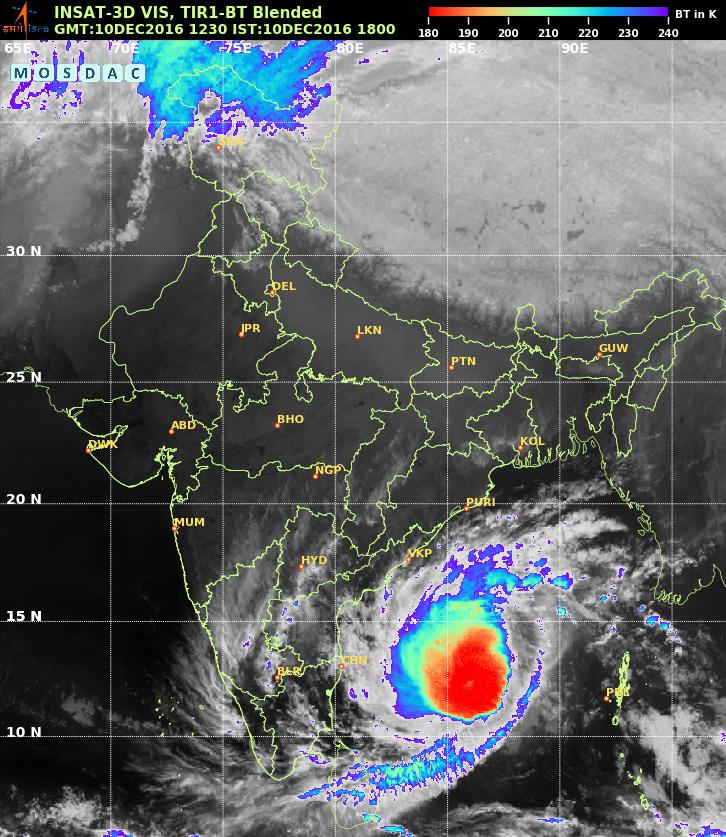 INSAT-3D VIS, TIR1-BT Blended
GMT:10DEC2016 1230 IST:10DEC2016 1800
BT in K
180 190 200 210 220 230 240
65E 70E 75E 80E 85E 90E
MOSDAC
30 N
DEL
JPR
LKN
GUW
PTN
25 N
BHO
ABD
KOL
DWK
NGP
20 N
PURI
MUM
VKP
HYD
15 N
CHN
BLR
PBL
10 N